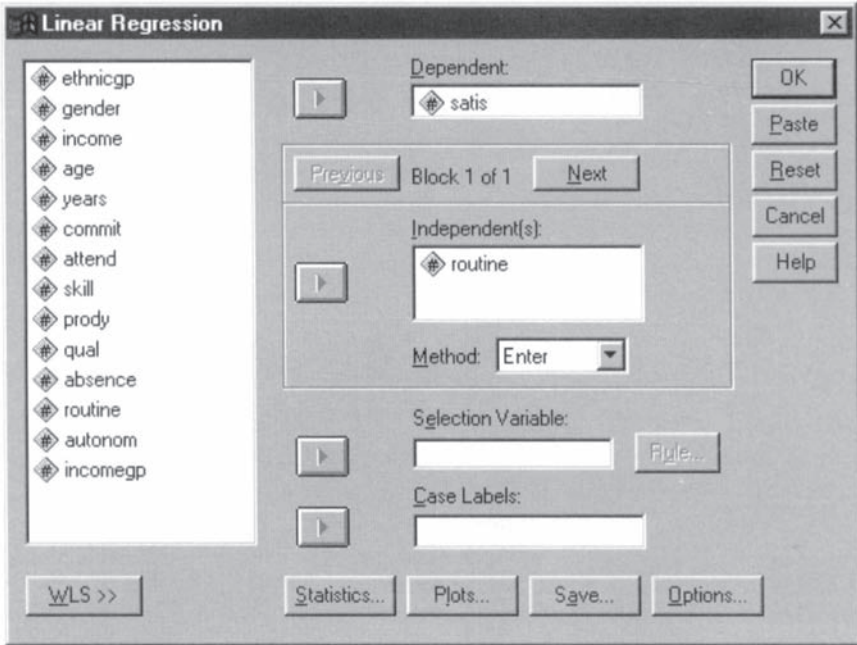 Linear Regression
ethnicgp
gender
income
age
years
commit
attend
skill
prody
qual
absence
routine
autonom
incomegp
Dependent:
satis
Previous
Block 1 of 1
Next
Independent(s):
routine
Method:
Enter
Selection Variable:
Rule...
Case Labels:
OK
Paste
Reset
Cancel
Help
WLS >>
Statistics...
Plots...
Save...
Options...